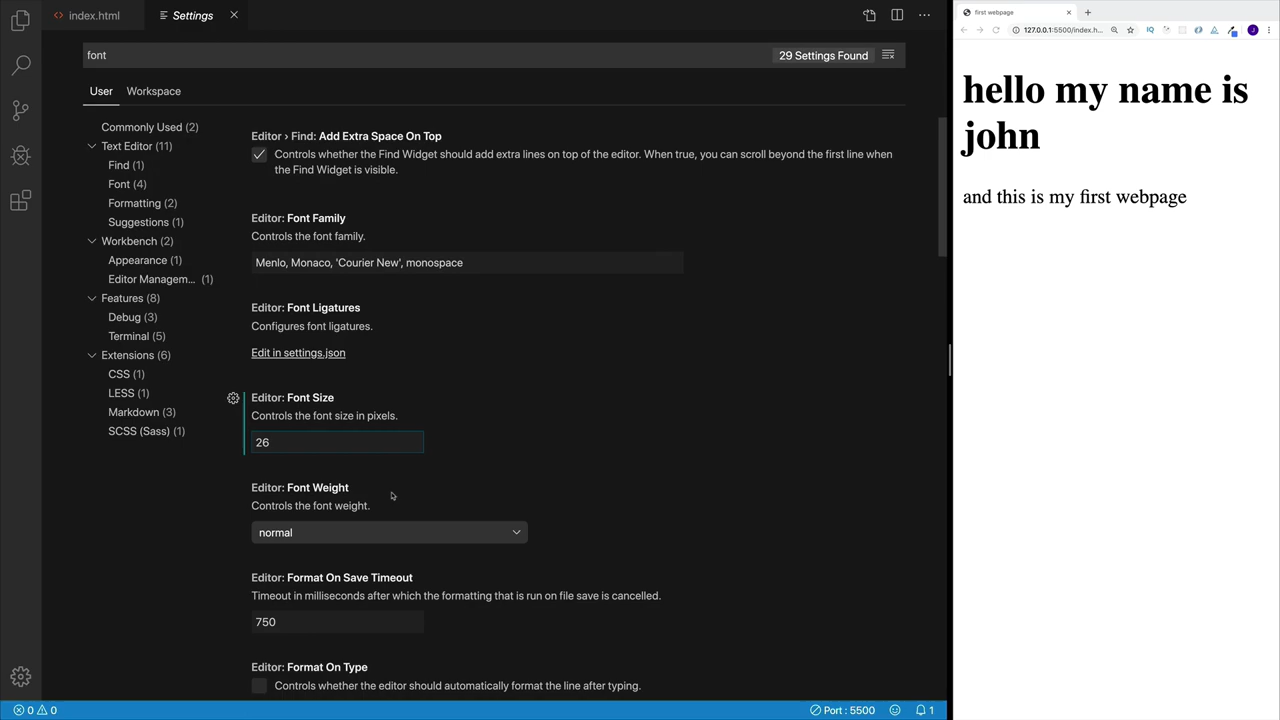 index.html
Settings
font
29 Settings Found
User
Workspace
Commonly Used (2)
Text Editor (11)
Find (1)
Font (4)
Formatting (2)
Suggestions (1)
Workbench (2)
Appearance (1)
Editor Managem... (1)
Features (8)
Debug (3)
Terminal (5)
Extensions (6)
CSS (1)
LESS (1)
Markdown (3)
SCSS (Sass) (1)
Editor › Find: Add Extra Space On Top
Controls whether the Find Widget should add extra lines on top of the editor. When true, you can scroll beyond the first line when
the Find Widget is visible.
Editor: Font Family
Controls the font family.
Menlo, Monaco, 'Courier New', monospace
Editor: Font Ligatures
Configures font ligatures.
Edit in settings.json
Editor: Font Size
Controls the font size in pixels.
26
Editor: Font Weight
Controls the font weight.
normal
Editor: Format On Save Timeout
Timeout in milliseconds after which the formatting that is run on file save is cancelled.
750
Editor: Format On Type
Controls whether the editor should automatically format the line after typing.
0 0
Port : 5500
1
first webpage
127.0.0.1:5500/index.h...
IQ
J
hello my name is
john
and this is my first webpage